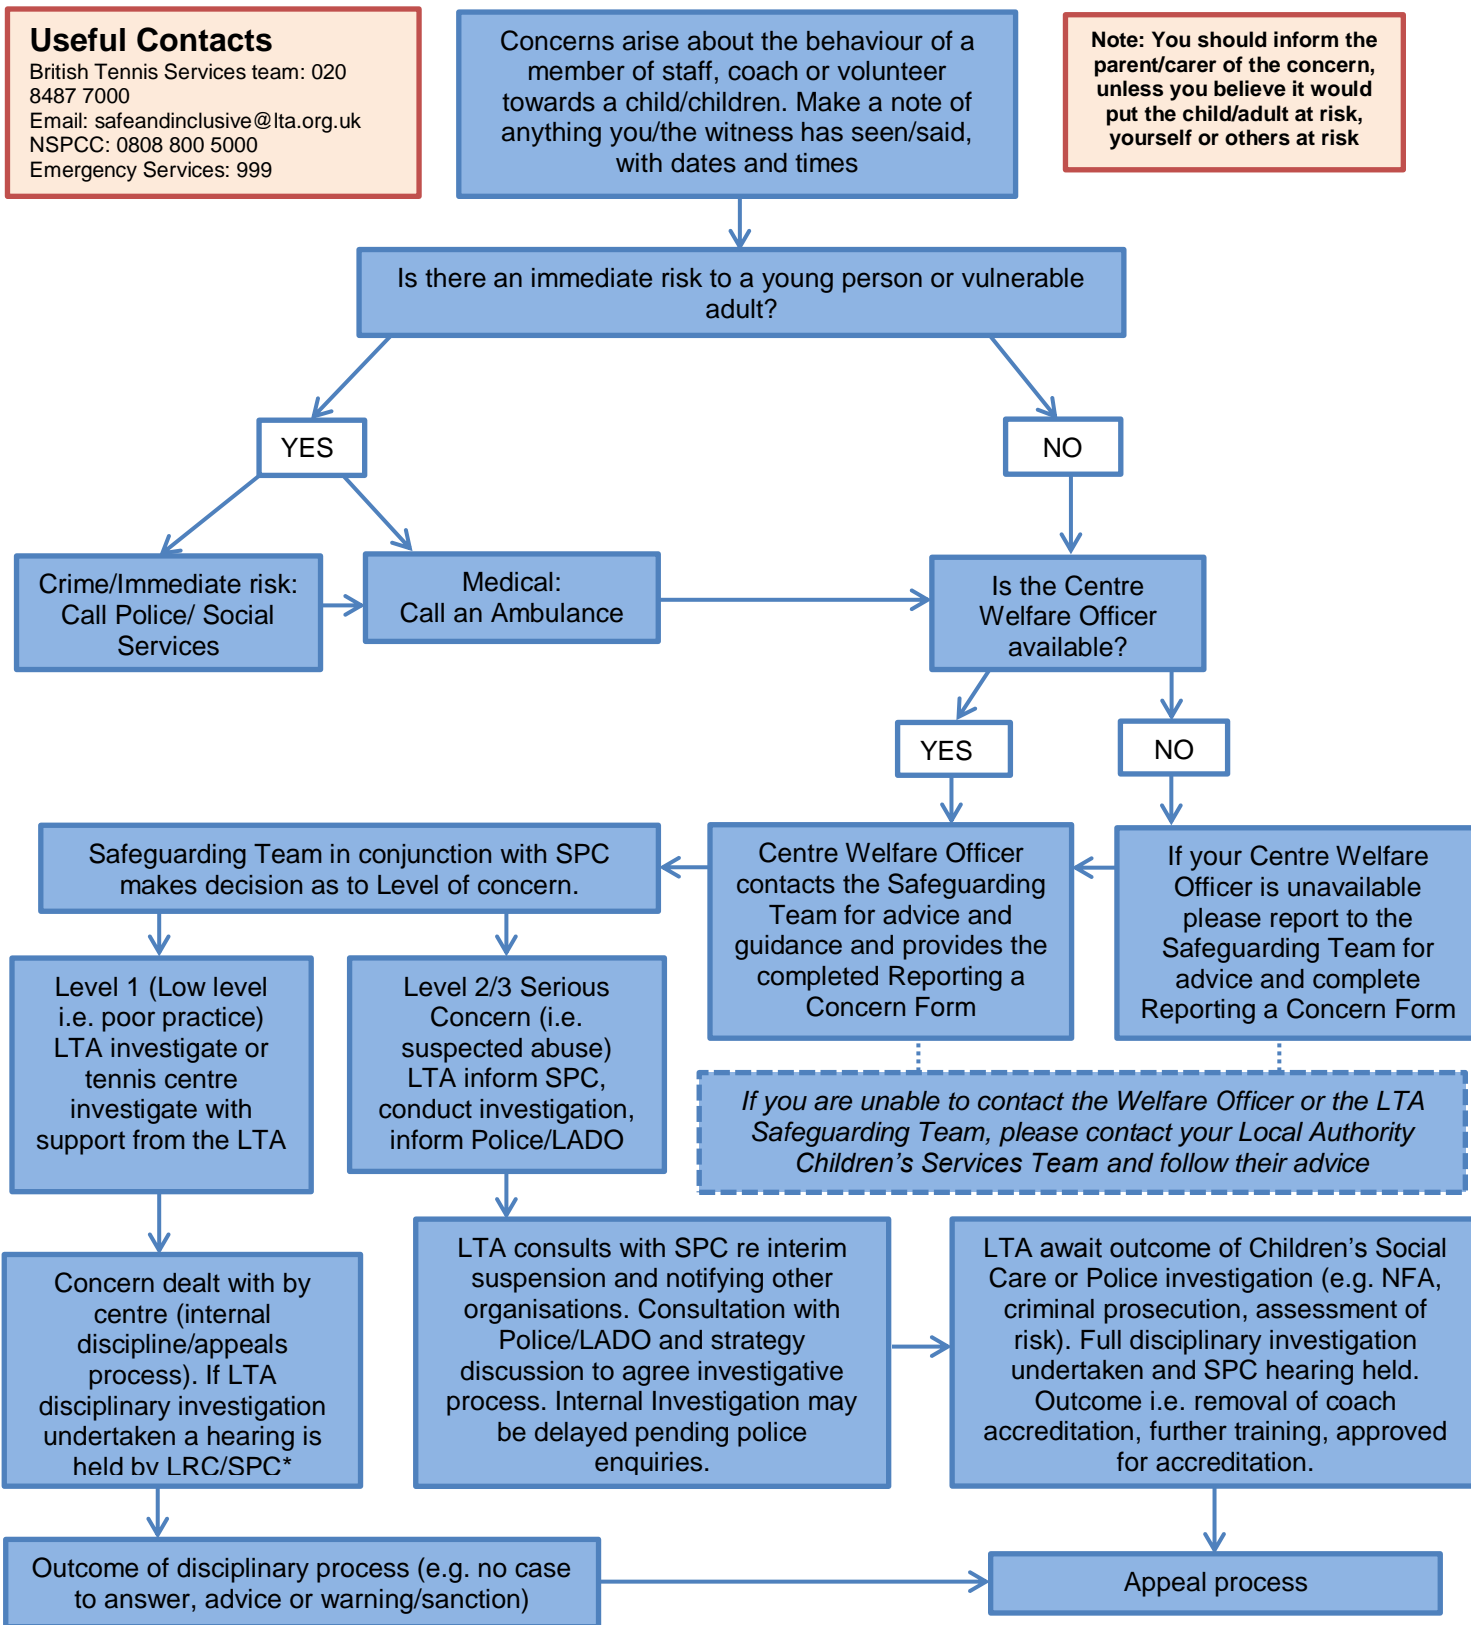 Useful Contacts
British Tennis Services team: 020
8487 7000
Email: safeandinclusive@lta.org.uk
NSPCC: 0808 800 5000
Emergency Services: 999
Concerns arise about the behaviour of a
member of staff, coach or volunteer
towards a child/children. Make a note of
anything you/the witness has seen/said,
with dates and times
Note: You should inform the
parent/carer of the concern,
unless you believe it would
put the child/adult at risk,
yourself or others at risk
Is there an immediate risk to a young person or vulnerable
adult?
YES
NO
Crime/Immediate risk:
Call Police/ Social
Services
Medical:
Call an Ambulance
Is the Centre
Welfare Officer
available?
YES
NO
Safeguarding Team in conjunction with SPC
makes decision as to Level of concern.
Centre Welfare Officer
contacts the Safeguarding
Team for advice and
guidance and provides the
completed Reporting a
Concern Form
If your Centre Welfare
Officer is unavailable
please report to the
Safeguarding Team for
advice and complete
Reporting a Concern Form
Level 1 (Low level
i.e. poor practice)
LTA investigate or
tennis centre
investigate with
support from the LTA
Level 2/3 Serious
Concern (i.e.
suspected abuse)
LTA inform SPC,
conduct investigation,
inform Police/LADO
If you are unable to contact the Welfare Officer or the LTA
Safeguarding Team, please contact your Local Authority
Children’s Services Team and follow their advice
Concern dealt with by
centre (internal
discipline/appeals
process). If LTA
disciplinary investigation
undertaken a hearing is
held by LRC/SPC*
LTA consults with SPC re interim
suspension and notifying other
organisations. Consultation with
Police/LADO and strategy
discussion to agree investigative
process. Internal Investigation may
be delayed pending police
enquiries.
LTA await outcome of Children’s Social
Care or Police investigation (e.g. NFA,
criminal prosecution, assessment of
risk). Full disciplinary investigation
undertaken and SPC hearing held.
Outcome i.e. removal of coach
accreditation, further training, approved
for accreditation.
Outcome of disciplinary process (e.g. no case
to answer, advice or warning/sanction)
Appeal process